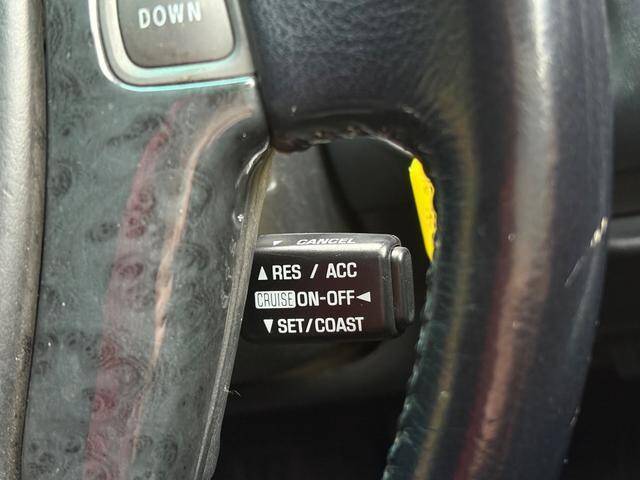 DOWN
▼ CANCEL
▲RES / ACC
CRUISE ON-OFF◄
▼SET/COAST